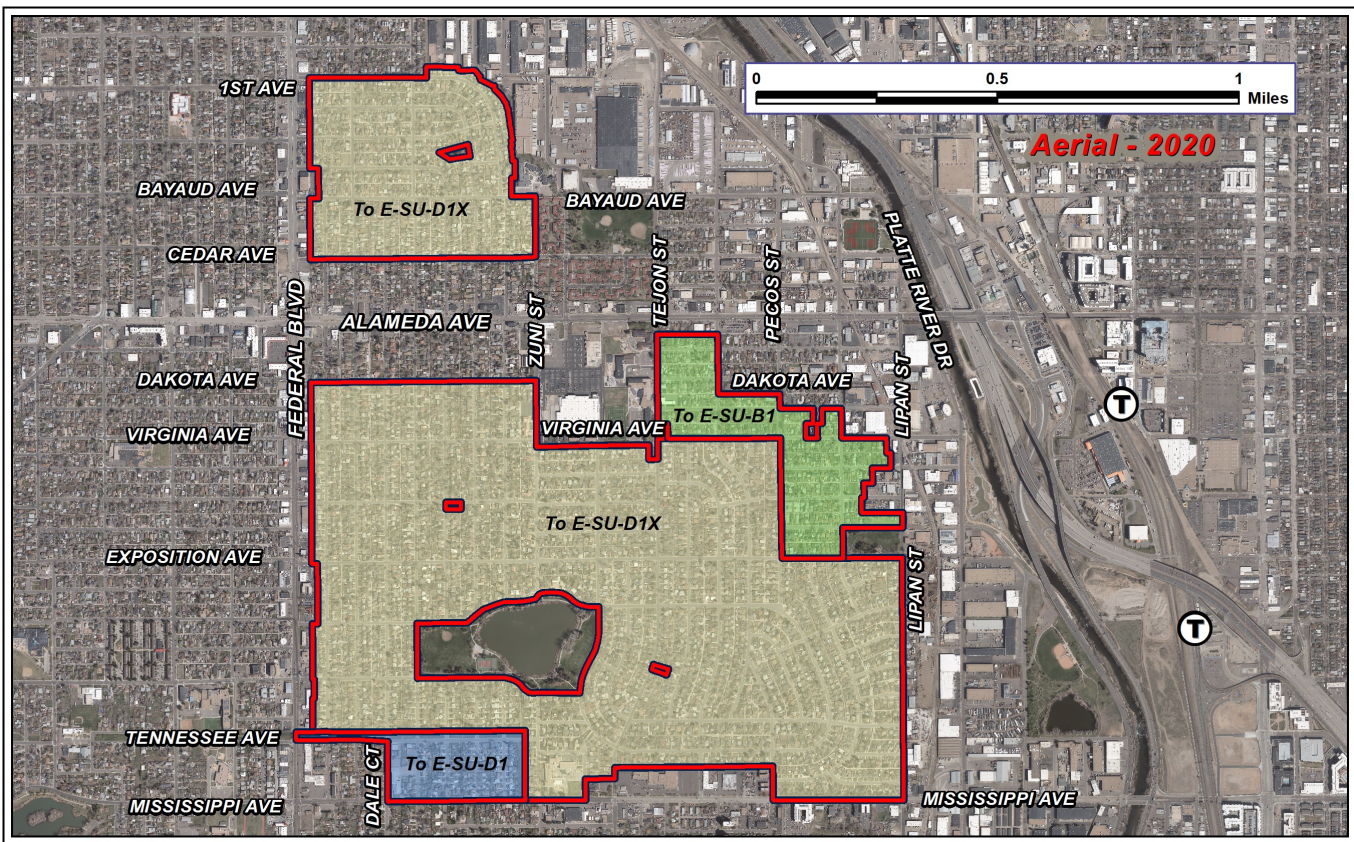 0 0.5 1
Miles
Aerial - 2020
1ST AVE
BAYAUD AVE
To E-SU-D1X
BAYAUD AVE
CEDAR AVE
FEDERAL BLVD
ALAMEDA AVE
ZUNI ST
TEJON ST
PECOS ST
PLATTE RIVER DR
LIPAN ST
DAKOTA AVE
DAKOTA AVE
To E-SU-B1
VIRGINIA AVE
VIRGINIA AVE
T
To E-SU-D1X
EXPOSITION AVE
LIPAN ST
T
TENNESSEE AVE
DALE CT
To E-SU-D1
MISSISSIPPI AVE
MISSISSIPPI AVE